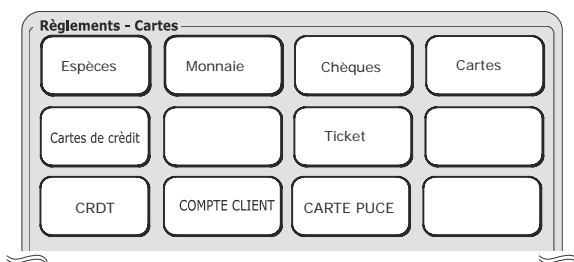 Règlements - Cartes
Espèces Monnaie Chèques Cartes
Cartes de crèdit Ticket
CRDT COMPTE CLIENT CARTE PUCE